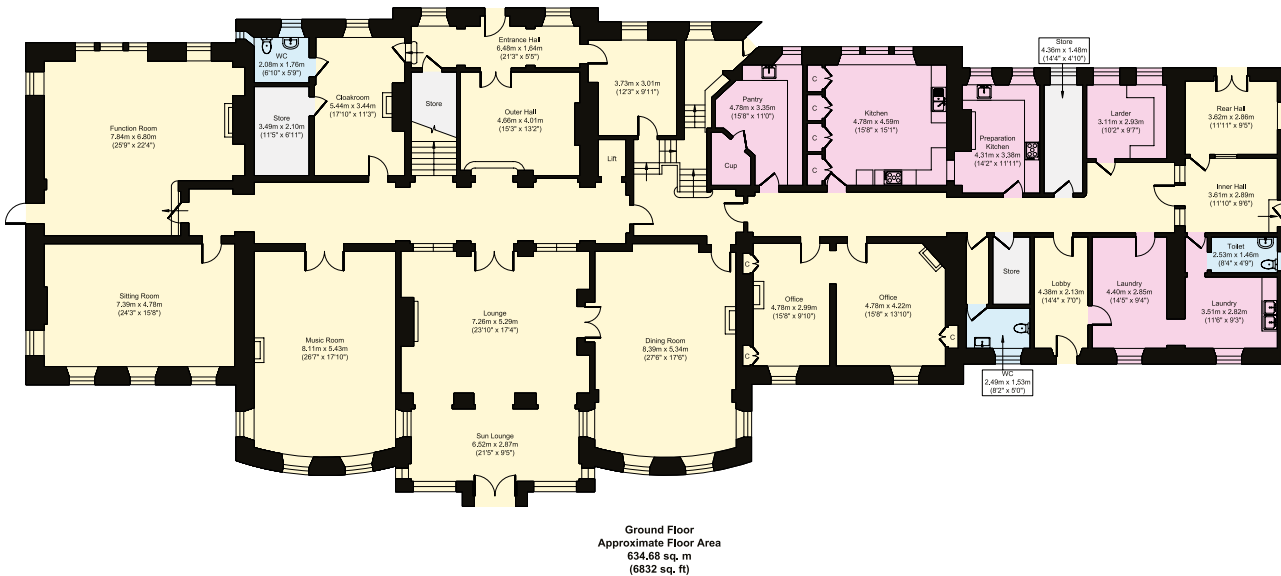 Entrance Hall
6.48m x 1.64m
(21'3" x 5'5")
WC
2.08m x 1.76m
(6'10" x 5'9")
Cloakroom
5.44m x 3.44m
(17'10" x 11'3")
Store
3.49m x 2.10m
(11'5" x 6'11")
Function Room
7.84m x 6.80m
(25'9" x 22'4")
Store
Outer Hall
4.66m x 4.01m
(15'3" x 13'2")
3.73m x 3.01m
(12'3" x 9'11")
Lift
Pantry
4.78m x 3.35m
(15'8" x 11'0")
Cup
C
C
C
C
Kitchen
4.78m x 4.59m
(15'8" x 15'1")
Preparation
Kitchen
4.31m x 3.38m
(14'2" x 11'11")
Store
4.36m x 1.48m
(14'4" x 4'10")
Larder
3.11m x 2.93m
(10'2" x 9'7")
Rear Hall
3.62m x 2.86m
(11'11" x 9'5")
Inner Hall
3.61m x 2.89m
(11'10" x 9'6")
Sitting Room
7.39m x 4.78m
(24'3" x 15'8")
Music Room
8.11m x 5.43m
(26'7" x 17'10")
Lounge
7.26m x 5.29m
(23'10" x 17'4")
Sun Lounge
6.52m x 2.87m
(21'5" x 9'5")
Dining Room
8.39m x 5.34m
(27'6" x 17'6")
C
Office
4.78m x 2.99m
(15'8" x 9'10")
C
Office
4.78m x 4.22m
(15'8" x 13'10")
C
Store
WC
2.49m x 1.53m
(8'2" x 5'0")
Lobby
4.38m x 2.13m
(14'4" x 7'0")
Laundry
4.40m x 2.85m
(14'5" x 9'4")
Toilet
2.53m x 1.46m
(8'4" x 4'9")
Laundry
3.51m x 2.82m
(11'6" x 9'3")
Ground Floor
Approximate Floor Area
634.68 sq. m
(6832 sq. ft)